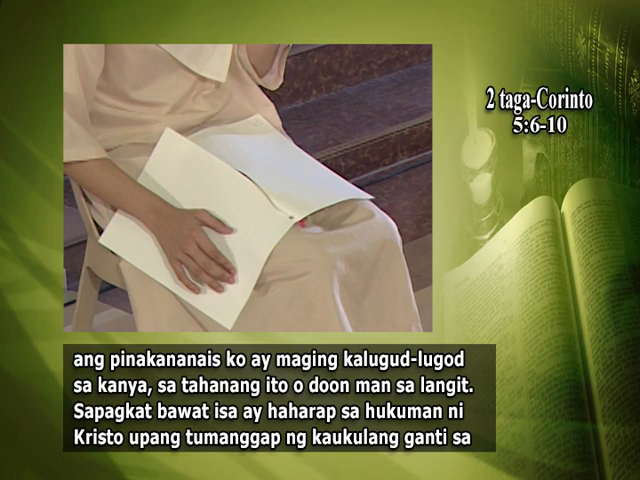 2 taga-Corinto
5:6-10
ang pinakananais ko ay maging kalugud-lugod
sa kanya, sa tahanang ito o doon man sa langit.
Sapagkat bawat isa ay haharap sa hukuman ni
Kristo upang tumanggap ng kaukulang ganti sa